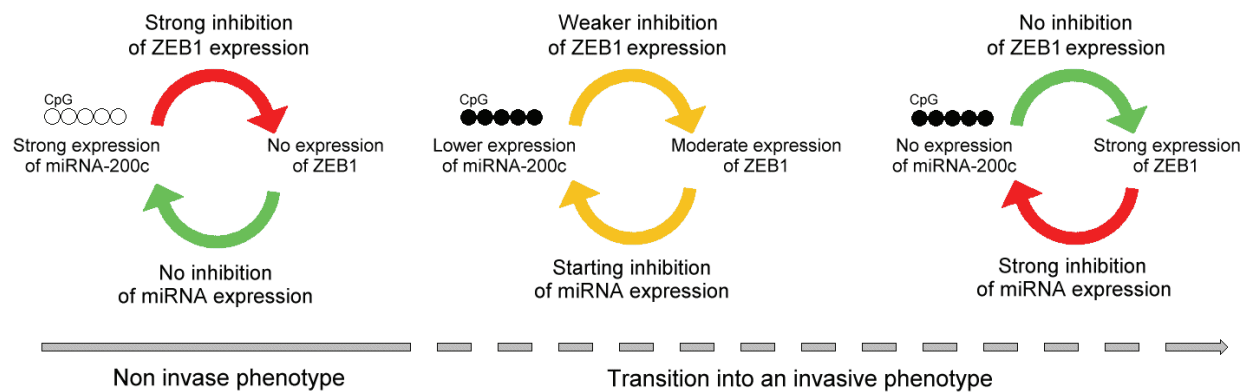 Strong inhibition
of ZEB1 expression
CpG
Strong expression
of miRNA-200c
No expression
of ZEB1
No inhibition
of miRNA expression
Weaker inhibition
of ZEB1 expression
CpG
Lower expression
of miRNA-200c
Moderate expression
of ZEB1
Starting inhibition
of miRNA expression
No inhibition
of ZEB1 expression
CpG
No expression
of miRNA-200c
Strong expression
of ZEB1
Strong inhibition
of miRNA expression
Non invase phenotype
Transition into an invasive phenotype